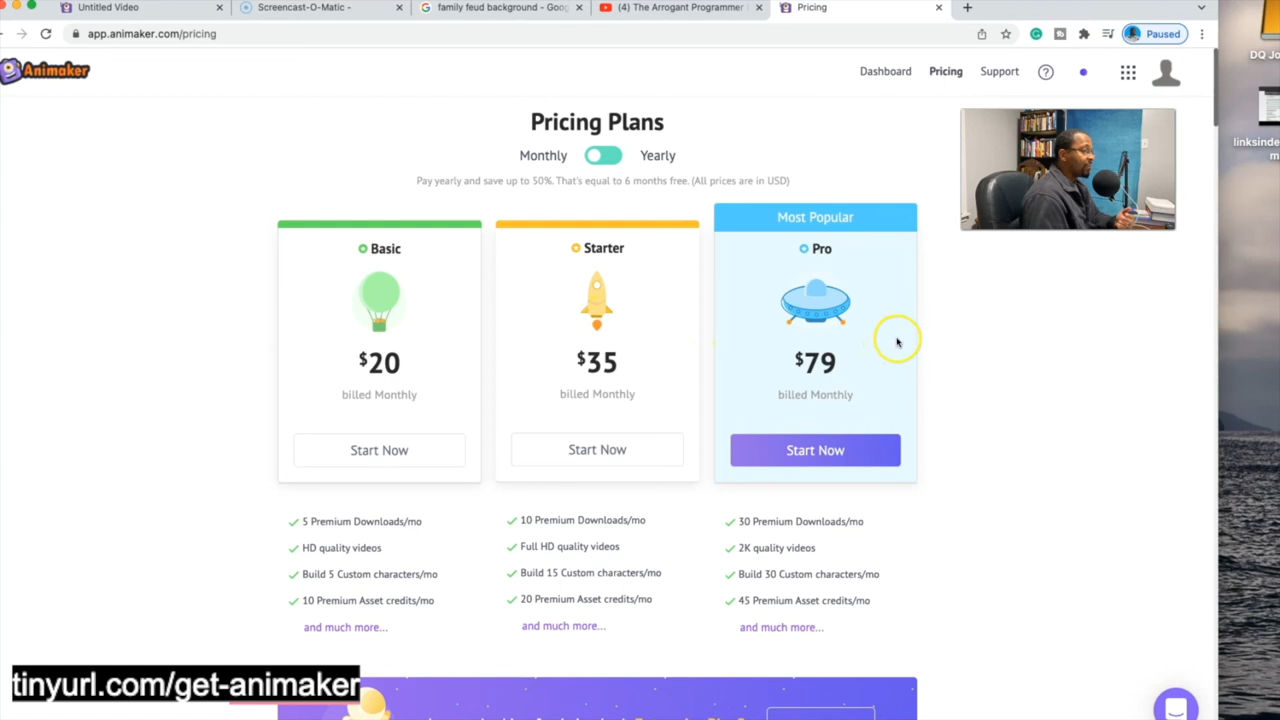 Untitled Video
Screencast-O-Matic -
family feud background - Goo
(4) The Arrogant Programmer
Pricing
app.animaker.com/pricing
Paused
DQ Jo
Animaker
Dashboard
Pricing
Support
linksinde
m
Pricing Plans
Monthly
Yearly
Pay yearly and save up to 50%. That's equal to 6 months free. (All prices are in USD)
Most Popular
Basic
Starter
Pro
$20
$35
$79
billed Monthly
billed Monthly
billed Monthly
Start Now
Start Now
Start Now
5 Premium Downloads/mo
HD quality videos
Build 5 Custom characters/mo
10 Premium Asset credits/mo
and much more...
10 Premium Downloads/mo
Full HD quality videos
Build 15 Custom characters/mo
20 Premium Asset credits/mo
and much more...
30 Premium Downloads/mo
2K quality videos
Build 30 Custom characters/mo
45 Premium Asset credits/mo
and much more...
tinyurl.com/get-animaker